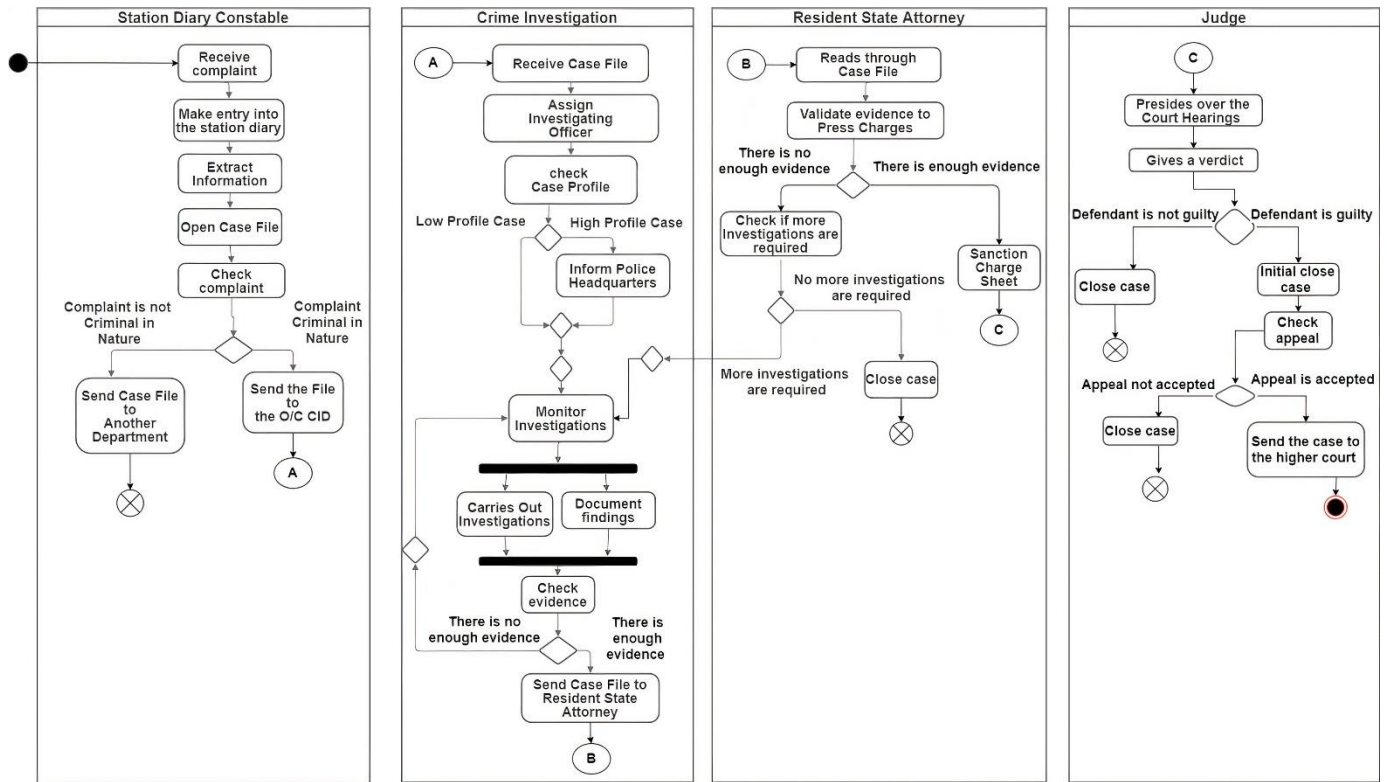 Station Diary Constable
Receive
complaint
Make entry into
the station diary
Extract
Information
Open Case File
Check
complaint
Complaint is not
Criminal in
Nature
Complaint
Criminal in
Nature
Send Case File
to
Another
Department
Send the File
to
the O/C CID
A
Crime Investigation
A
Receive Case File
Assign
Investigating
Officer
check
Case Profile
Low Profile Case
High Profile Case
Inform Police
Headquarters
Monitor
Investigations
Carries Out
Investigations
Document
findings
Check
evidence
There is no
enough evidence
There is
enough
evidence
Send Case File to
Resident State
Attorney
B
Resident State Attorney
B
Reads through
Case File
Validate evidence to
Press Charges
There is no
enough evidence
There is enough evidence
Check if more
Investigations are
required
Sanction
Charge
Sheet
No more investigations
are required
C
More investigations
are required
Close case
Judge
C
Presides over the
Court Hearings
Gives a verdict
Defendant is not guilty
Defendant is guilty
Close case
Initial close
case
Check
appeal
Appeal not accepted
Appeal is accepted
Close case
Send the case to
the higher court